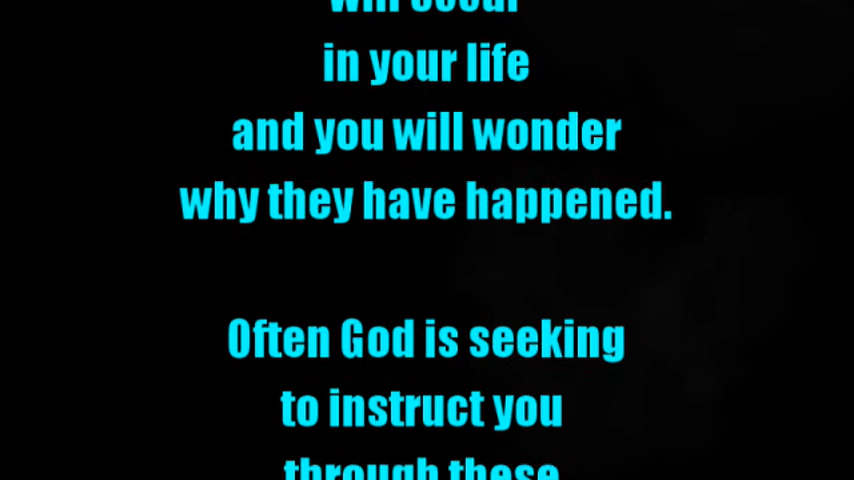 will occur
in your life
and you will wonder
why they have happened.
Often God is seeking
to instruct you
through these